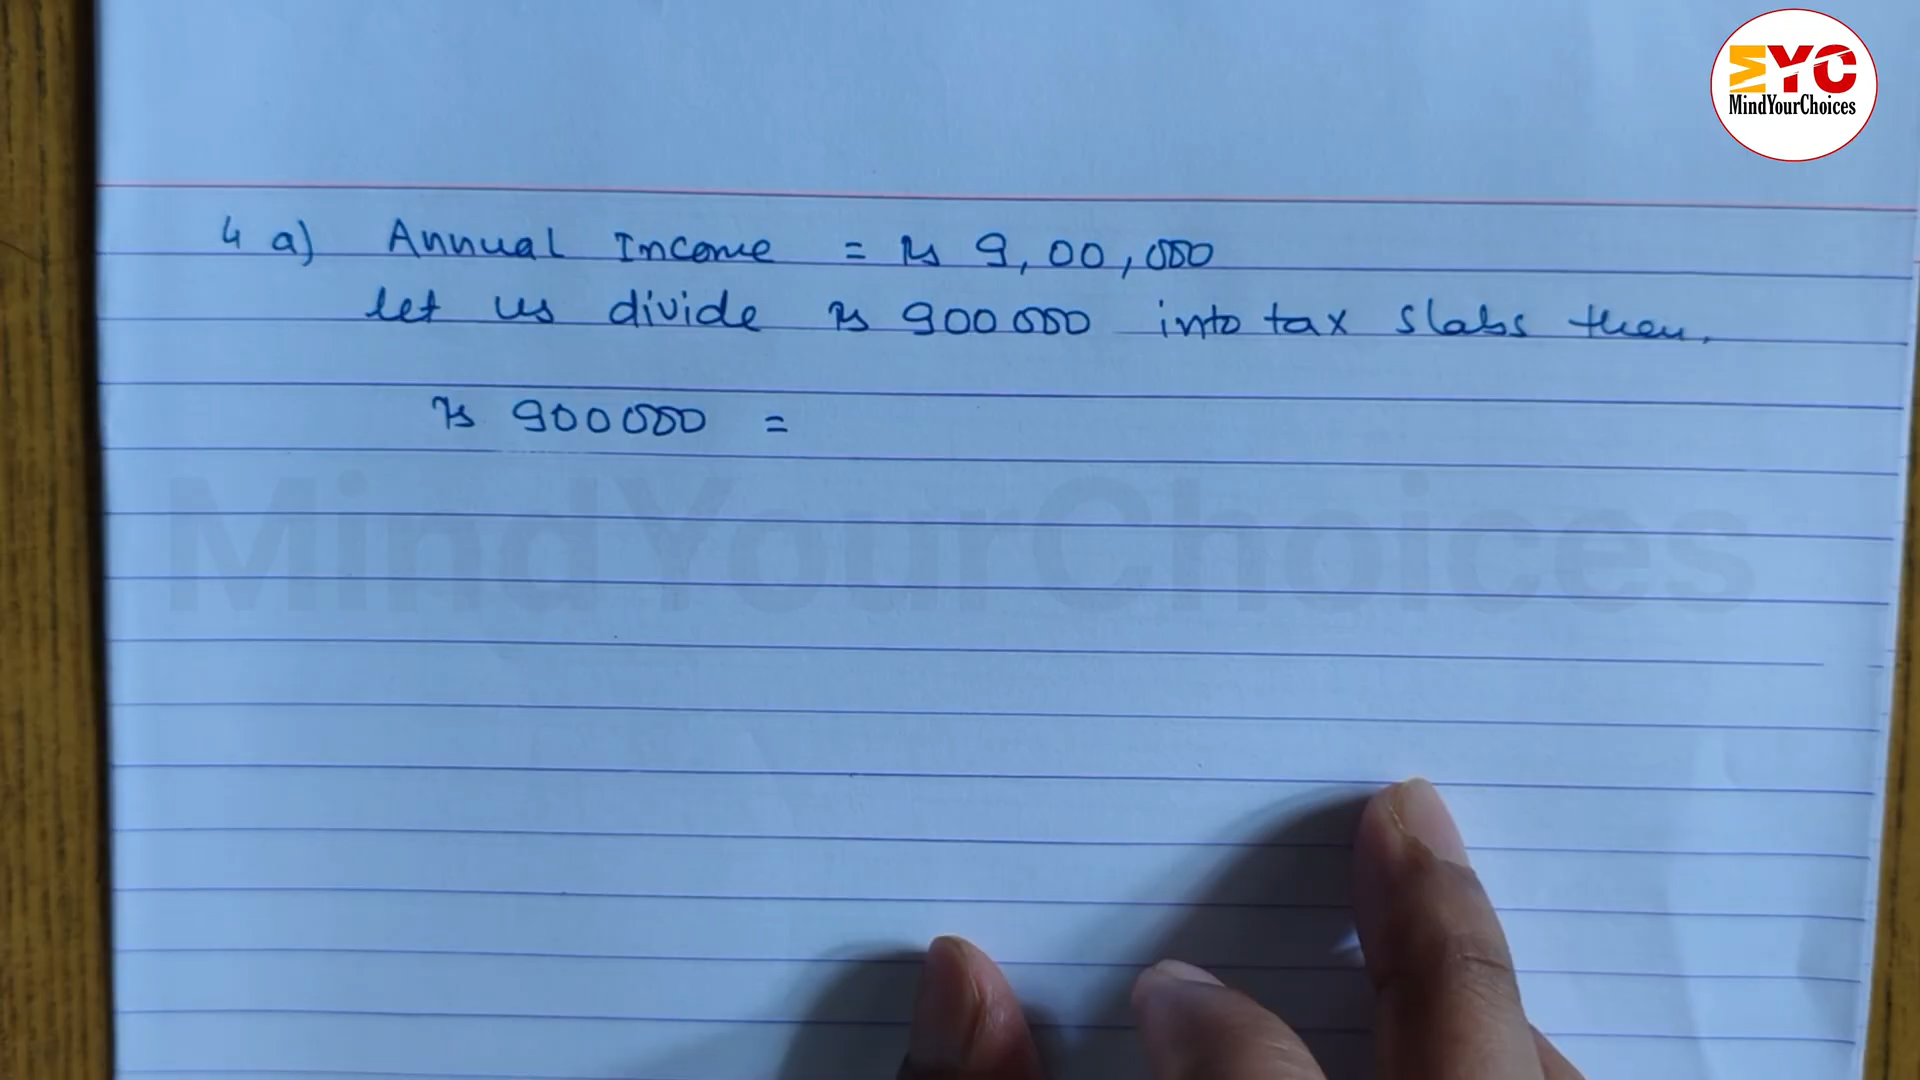 MYC
MindYourChoices
4 a) Annual Income = Rs 9,00,000
let us divide Rs 900000 into tax slabs then.
Rs 900000 =
MindYourChoices